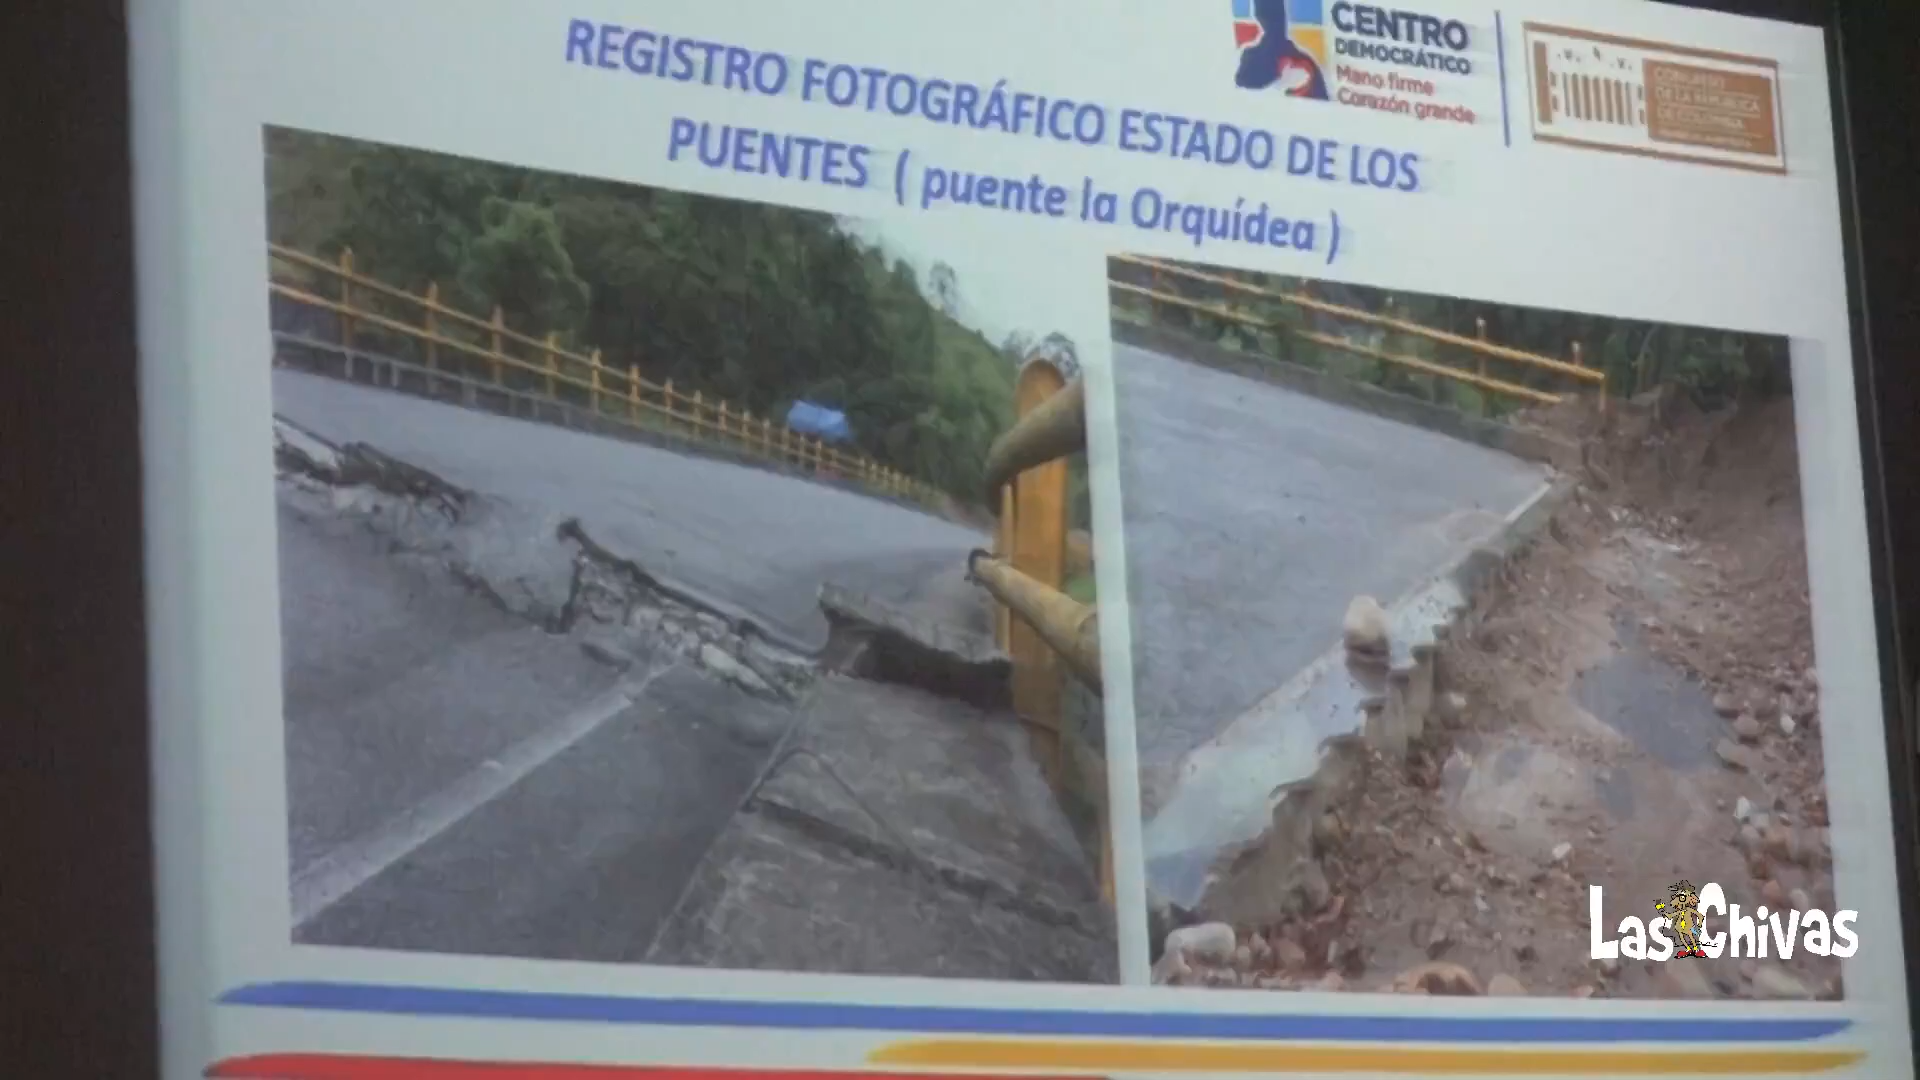 CENTRO
DEMOCRÁTICO
Mano firme
Corazón grande
CONGRESO
DE LA REPÚBLICA
DE COLOMBIA
REGISTRO FOTOGRÁFICO ESTADO DE LOS
PUENTES ( puente la Orquídea )
Las Chivas